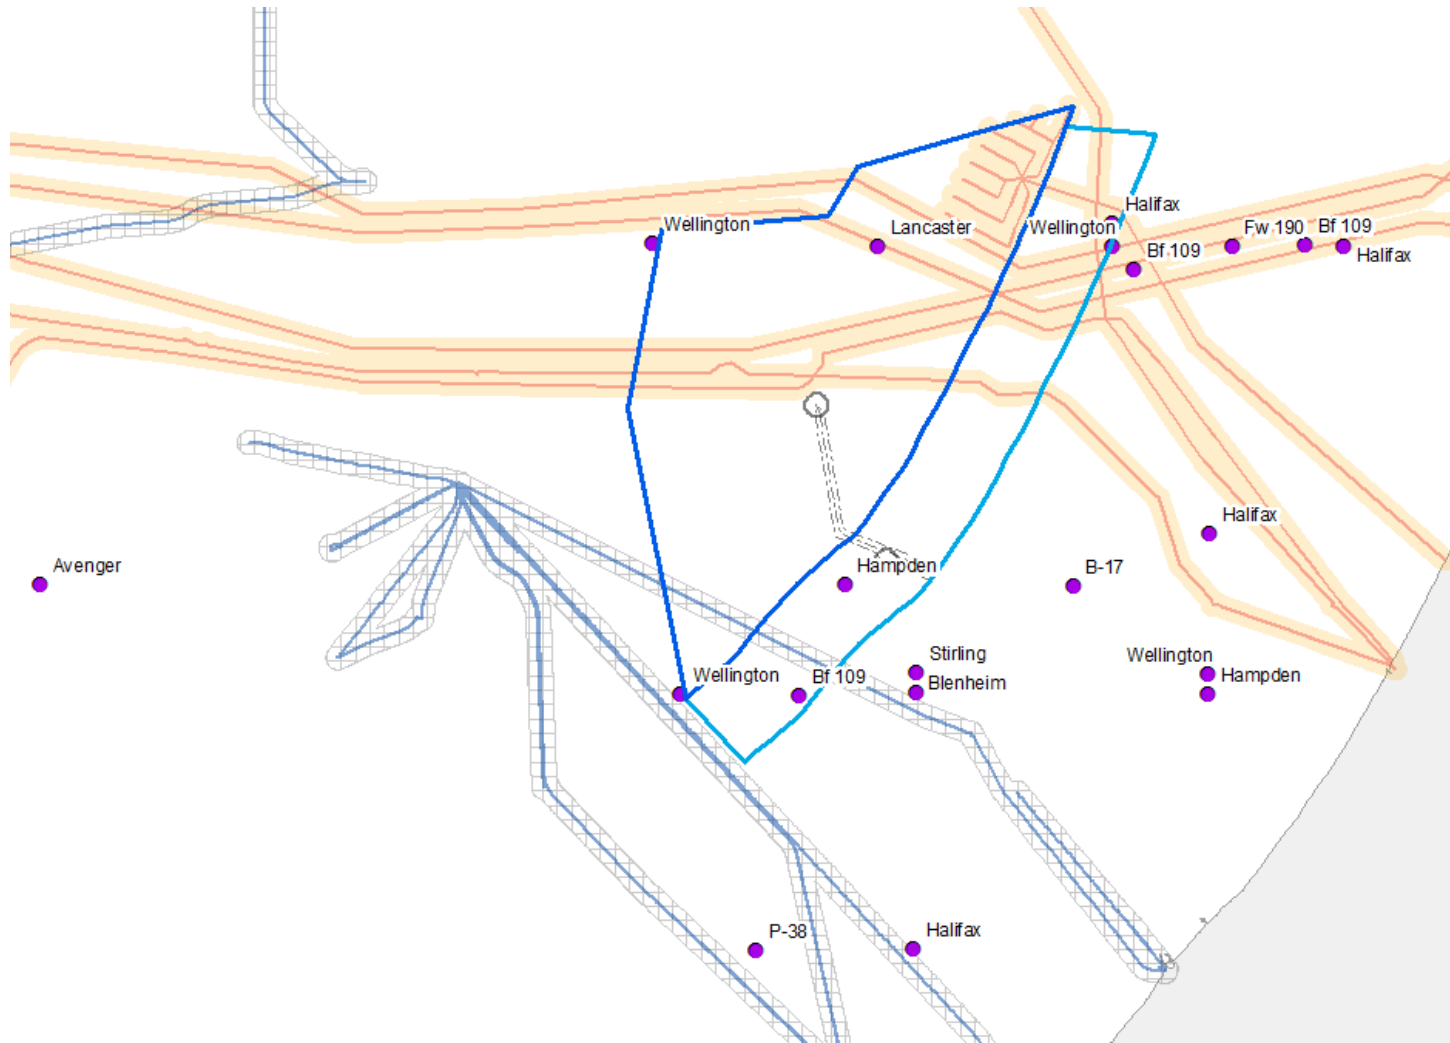 Halifax
Wellington
Lancaster
Wellington
Fw 190
Bf 109
Bf 109
Halifax
Halifax
Avenger
Hampden
B-17
Stirling
Wellington
Wellington
Bf 109
Blenheim
Hampden
P-38
Halifax